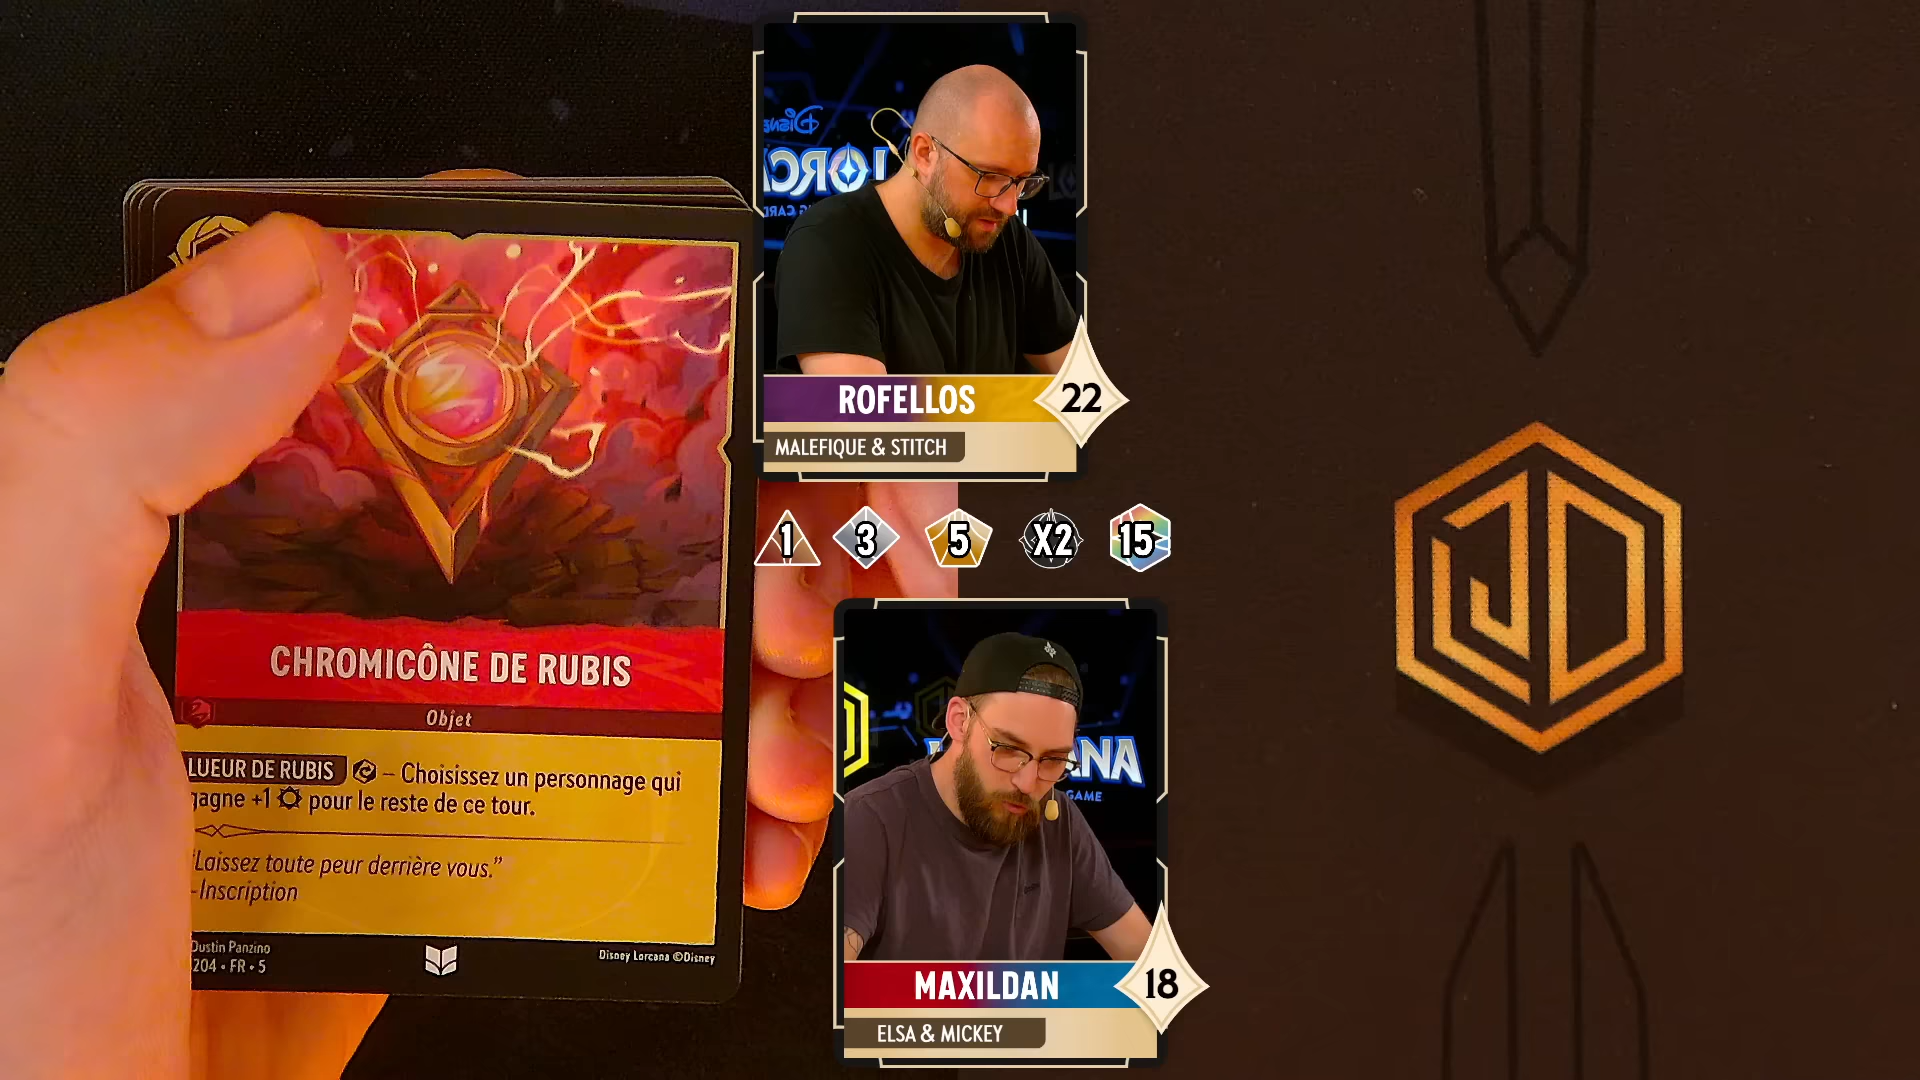 CHROMICÔNE DE RUBIS
Objet
LUEUR DE RUBIS – Choisissez un personnage qui
gagne +1 pour le reste de ce tour.
“Laissez toute peur derrière vous.”
-Inscription
Dustin Panzino
204 • FR • 5
Disney Lorcana ©Disney
ROFELLOS
22
MALEFIQUE & STITCH
1
3
5
X2
15
GAME
MAXILDAN
18
ELSA & MICKEY
JD